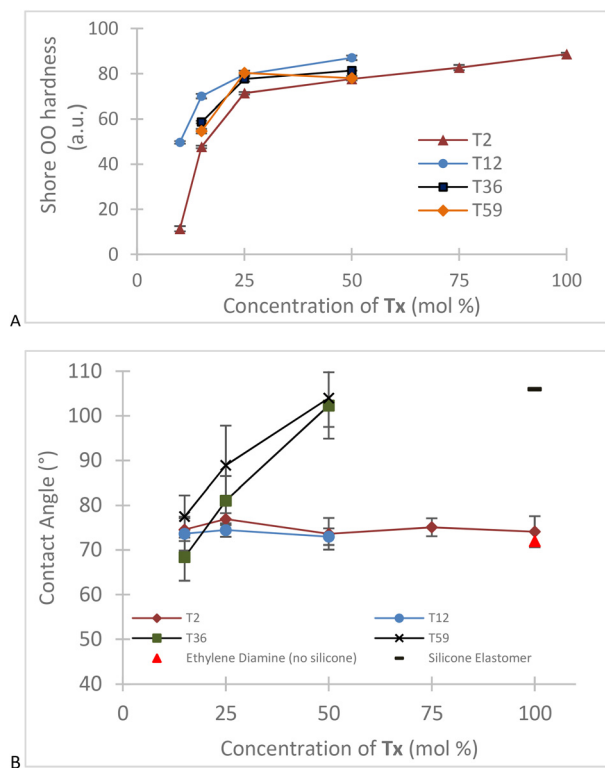 100
80
60
40
20
0
Shore OO hardness
(a.u.)
T2
T12
T36
T59
0
25
50
75
100
Concentration of Tx (mol %)
A
110
100
90
80
70
60
50
40
Contact Angle (°)
T2
T12
T36
T59
Ethylene Diamine (no silicone)
Silicone Elastomer
0
25
50
75
100
Concentration of Tx (mol %)
B